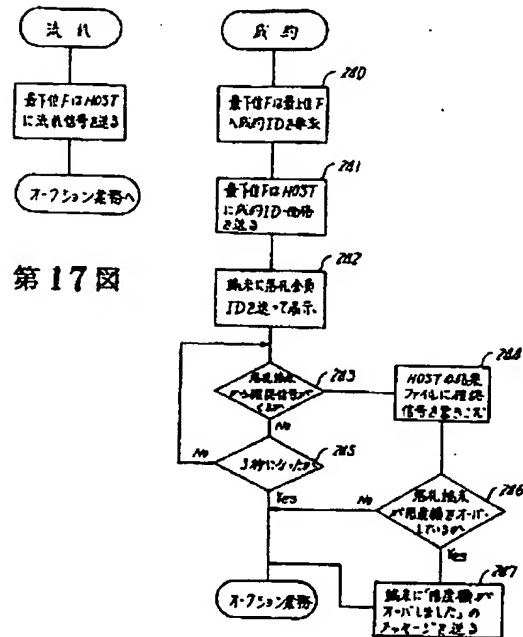 流れ
最下位FはHOST
に流れ信号を送る
オークション業務へ
第17図
成約
280
最下位Fは最上位F
へ成約IDを要求
281
最下位FはHOST
に成約ID・価格
を送る
282
端末に落札会員
IDを送って表示
283
落札端末
から確認信号が
くるか
No
284
HOSTの結果
ファイルに確認
信号を書きこむ
285
3秒になったか
No
Yes
286
落札端末
が限度額をオーバー
しているか
No
Yes
287
端末に「限度額が
オーバしました」の
メッセージを送る
オークション業務